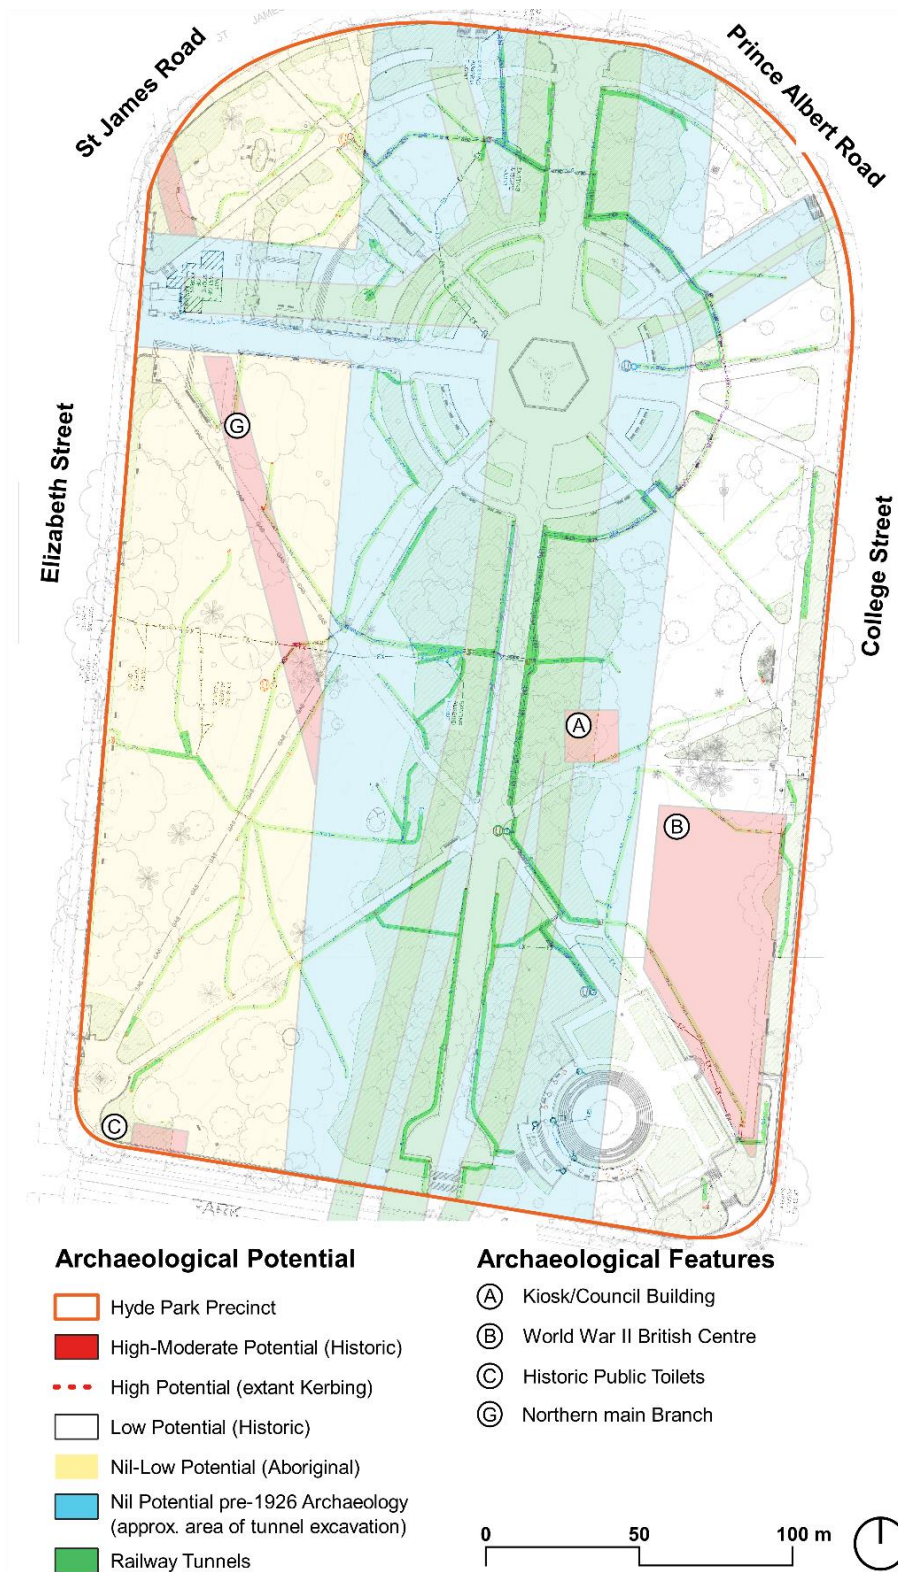 St James Road
Prince Albert Road
Elizabeth Street
College Street
G
A
B
C
Archaeological Potential
Hyde Park Precinct
High-Moderate Potential (Historic)
High Potential (extant Kerbing)
Low Potential (Historic)
Nil-Low Potential (Aboriginal)
Nil Potential pre-1926 Archaeology
(approx. area of tunnel excavation)
Railway Tunnels
Archaeological Features
A Kiosk/Council Building
B World War II British Centre
C Historic Public Toilets
G Northern main Branch
0 50 100 m